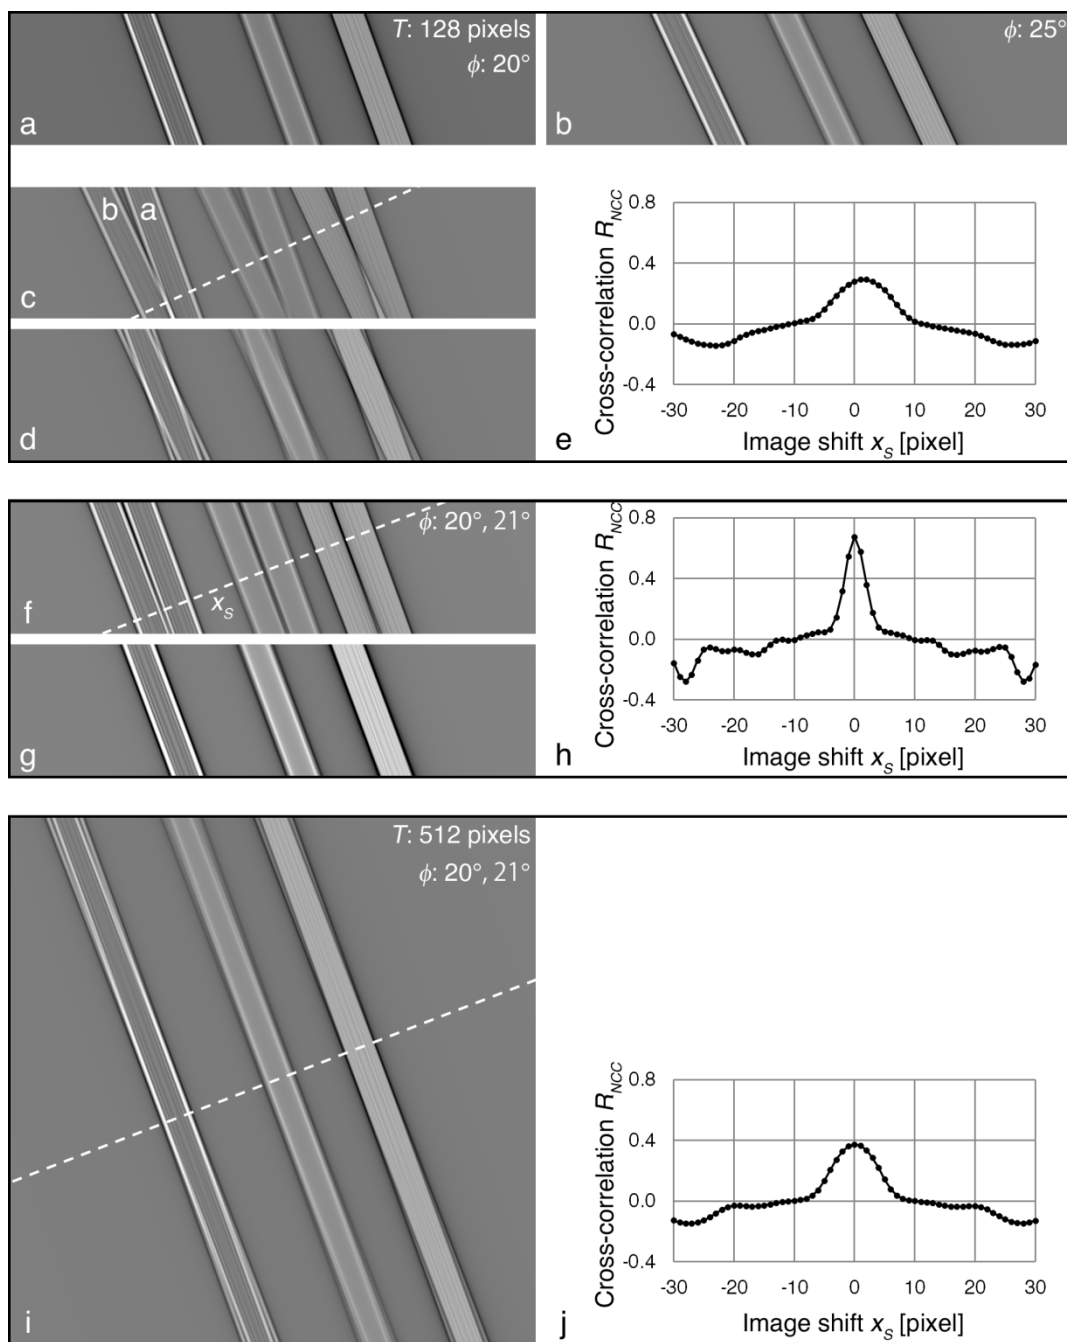 T: 128 pixels
ϕ: 20°
a
ϕ: 25°
b
b a
c
d
Cross-correlation R_NCC
0.8
0.4
0.0
-0.4
-30 -20 -10 0 10 20 30
Image shift x_S [pixel]
e
ϕ: 20°, 21°
x_S
f
g
Cross-correlation R_NCC
0.8
0.4
0.0
-0.4
-30 -20 -10 0 10 20 30
Image shift x_S [pixel]
h
T: 512 pixels
ϕ: 20°, 21°
i
Cross-correlation R_NCC
0.8
0.4
0.0
-0.4
-30 -20 -10 0 10 20 30
Image shift x_S [pixel]
j